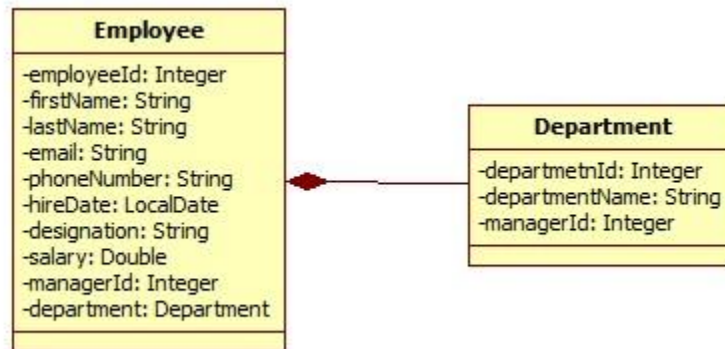 Employee
-employeeId: Integer
-firstName: String
-lastName: String
-email: String
-phoneNumber: String
-hireDate: LocalDate
-designation: String
-salary: Double
-managerId: Integer
-department: Department
Department
-departmetnId: Integer
-departmentName: String
-managerId: Integer